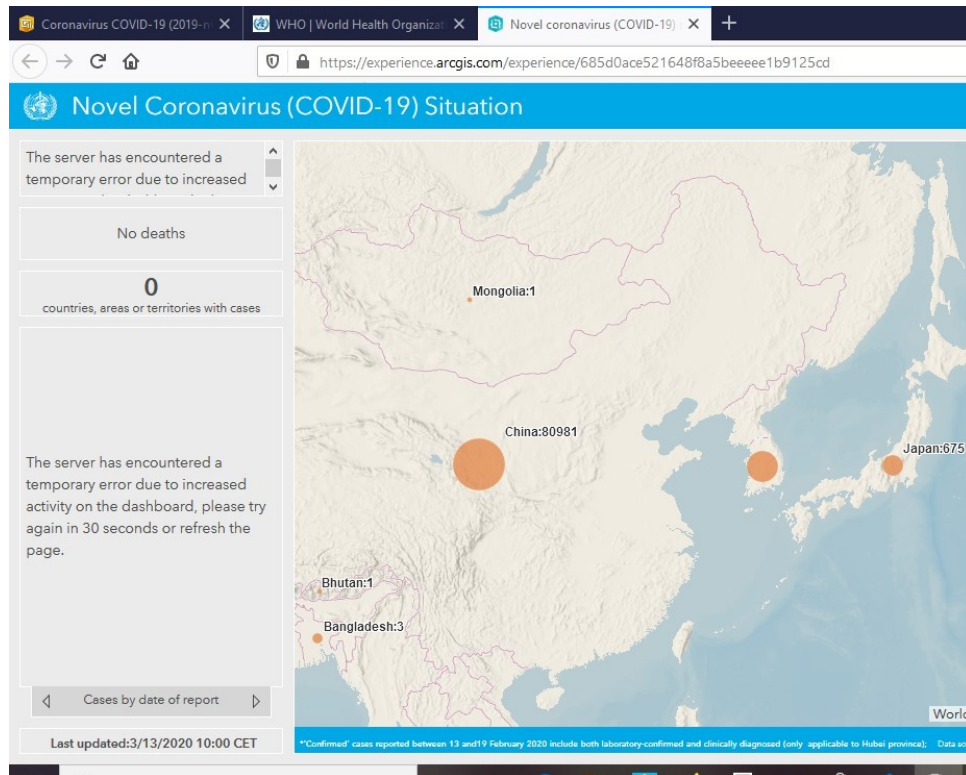 Coronavirus COVID-19 (2019-n
WHO | World Health Organizat
Novel coronavirus (COVID-19)
https://experience.arcgis.com/experience/685d0ace521648f8a5beeeee1b9125cd
Novel Coronavirus (COVID-19) Situation
The server has encountered a
temporary error due to increased
No deaths
0
countries, areas or territories with cases
The server has encountered a
temporary error due to increased
activity on the dashboard, please try
again in 30 seconds or refresh the
page.
Cases by date of report
Last updated:3/13/2020 10:00 CET
Mongolia:1
China:80981
Japan:675
Bhutan:1
Bangladesh:3
World
*'Confirmed' cases reported between 13 and19 February 2020 include both laboratory-confirmed and clinically diagnosed (only applicable to Hubei province); Data so